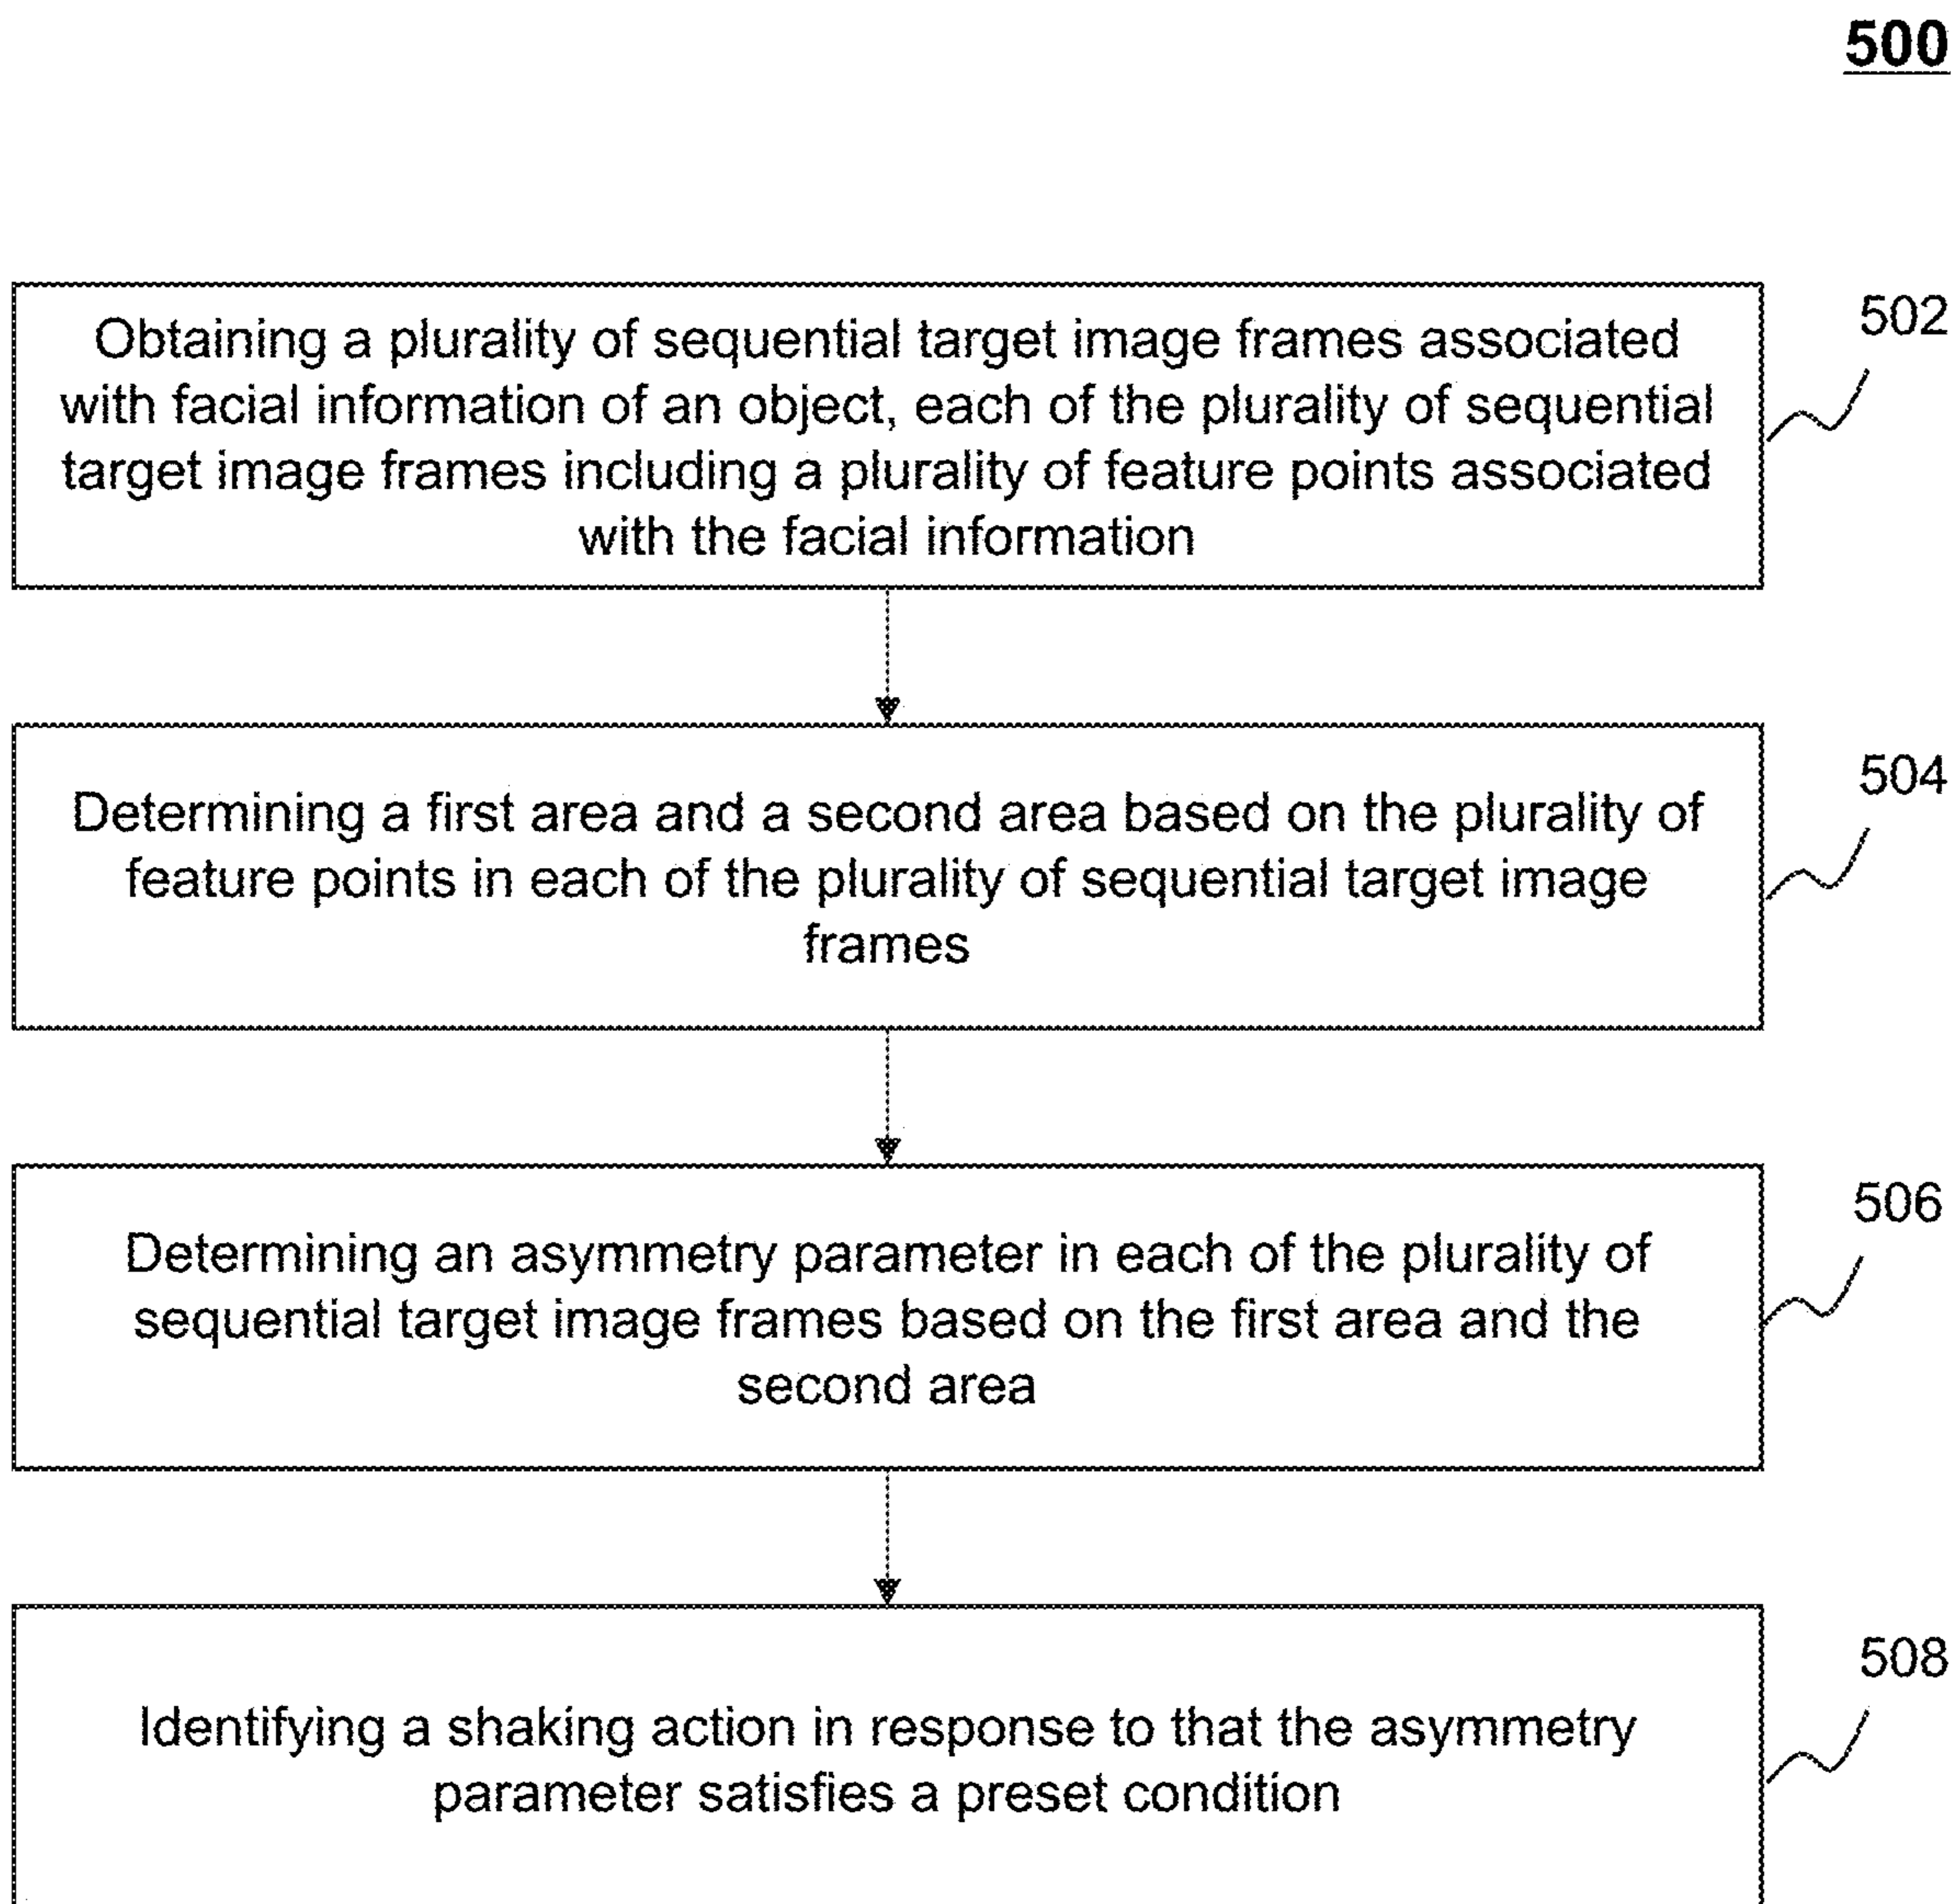 500
Obtaining a plurality of sequential target image frames associated
with facial information of an object, each of the plurality of sequential
target image frames including a plurality of feature points associated
with the facial information
502
Determining a first area and a second area based on the plurality of
feature points in each of the plurality of sequential target image
frames
504
Determining an asymmetry parameter in each of the plurality of
sequential target image frames based on the first area and the
second area
506
Identifying a shaking action in response to that the asymmetry
parameter satisfies a preset condition
508